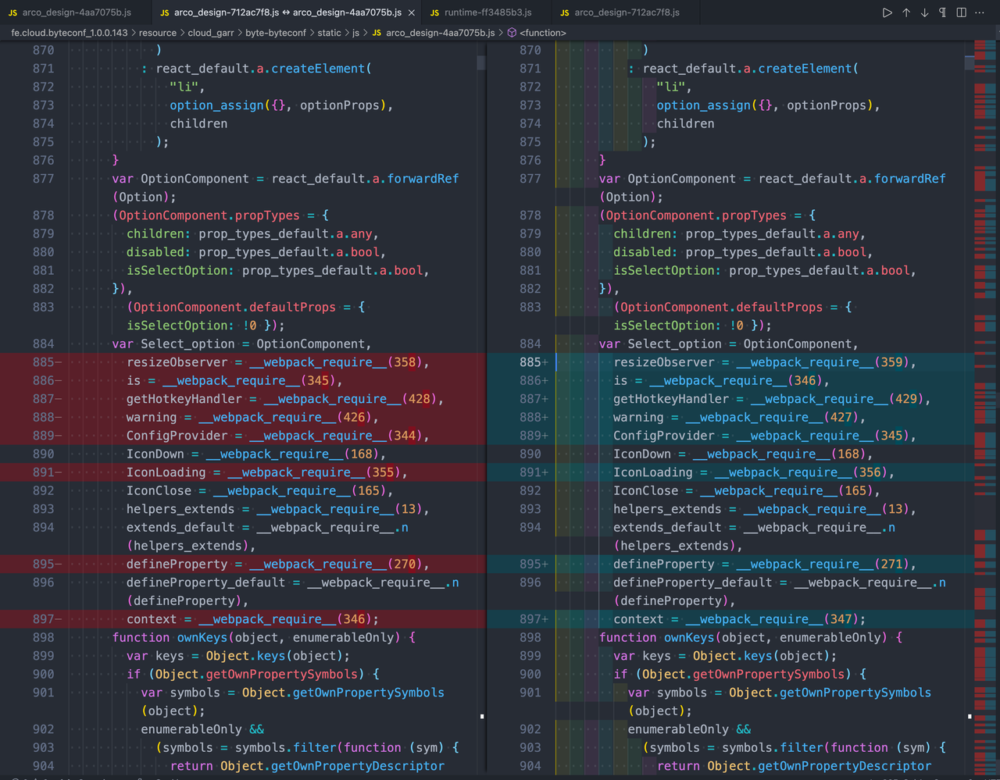 JS arco_design-4aa7075b.js
JS arco_design-712ac7f8.js ↔ arco_design-4aa7075b.js ×
JS runtime-ff3485b3.js
JS arco_design-712ac7f8.js
fe.cloud.byteconf_1.0.0.143 > resource > cloud_garr > byte-byteconf > static > js > JS arco_design-4aa7075b.js > <function>
870 )
871 : react_default.a.createElement(
872 "li",
873 option_assign({}, optionProps),
874 children
875 );
876 }
877 var OptionComponent = react_default.a.forwardRef
(Option);
878 (OptionComponent.propTypes = {
879 children: prop_types_default.a.any,
880 disabled: prop_types_default.a.bool,
881 isSelectOption: prop_types_default.a.bool,
882 }),
883 (OptionComponent.defaultProps = {
isSelectOption: !0 });
884 var Select_option = OptionComponent,
885− resizeObserver = __webpack_require__(358),
886− is = __webpack_require__(345),
887− getHotkeyHandler = __webpack_require__(428),
888− warning = __webpack_require__(426),
889− ConfigProvider = __webpack_require__(344),
890 IconDown = __webpack_require__(168),
891− IconLoading = __webpack_require__(355),
892 IconClose = __webpack_require__(165),
893 helpers_extends = __webpack_require__(13),
894 extends_default = __webpack_require__.n
(helpers_extends),
895− defineProperty = __webpack_require__(270),
896 defineProperty_default = __webpack_require__.n
(defineProperty),
897− context = __webpack_require__(346);
898 function ownKeys(object, enumerableOnly) {
899 var keys = Object.keys(object);
900 if (Object.getOwnPropertySymbols) {
901 var symbols = Object.getOwnPropertySymbols
(object);
902 enumerableOnly &&
903 (symbols = symbols.filter(function (sym) {
904 return Object.getOwnPropertyDescriptor
870 )
871 : react_default.a.createElement(
872 "li",
873 option_assign({}, optionProps),
874 children
875 );
876 }
877 var OptionComponent = react_default.a.forwardRef
(Option);
878 (OptionComponent.propTypes = {
879 children: prop_types_default.a.any,
880 disabled: prop_types_default.a.bool,
881 isSelectOption: prop_types_default.a.bool,
882 }),
883 (OptionComponent.defaultProps = {
isSelectOption: !0 });
884 var Select_option = OptionComponent,
885+ resizeObserver = __webpack_require__(359),
886+ is = __webpack_require__(346),
887+ getHotkeyHandler = __webpack_require__(429),
888+ warning = __webpack_require__(427),
889+ ConfigProvider = __webpack_require__(345),
890 IconDown = __webpack_require__(168),
891+ IconLoading = __webpack_require__(356),
892 IconClose = __webpack_require__(165),
893 helpers_extends = __webpack_require__(13),
894 extends_default = __webpack_require__.n
(helpers_extends),
895+ defineProperty = __webpack_require__(271),
896 defineProperty_default = __webpack_require__.n
(defineProperty),
897+ context = __webpack_require__(347);
898 function ownKeys(object, enumerableOnly) {
899 var keys = Object.keys(object);
900 if (Object.getOwnPropertySymbols) {
901 var symbols = Object.getOwnPropertySymbols
(object);
902 enumerableOnly &&
903 (symbols = symbols.filter(function (sym) {
904 return Object.getOwnPropertyDescriptor